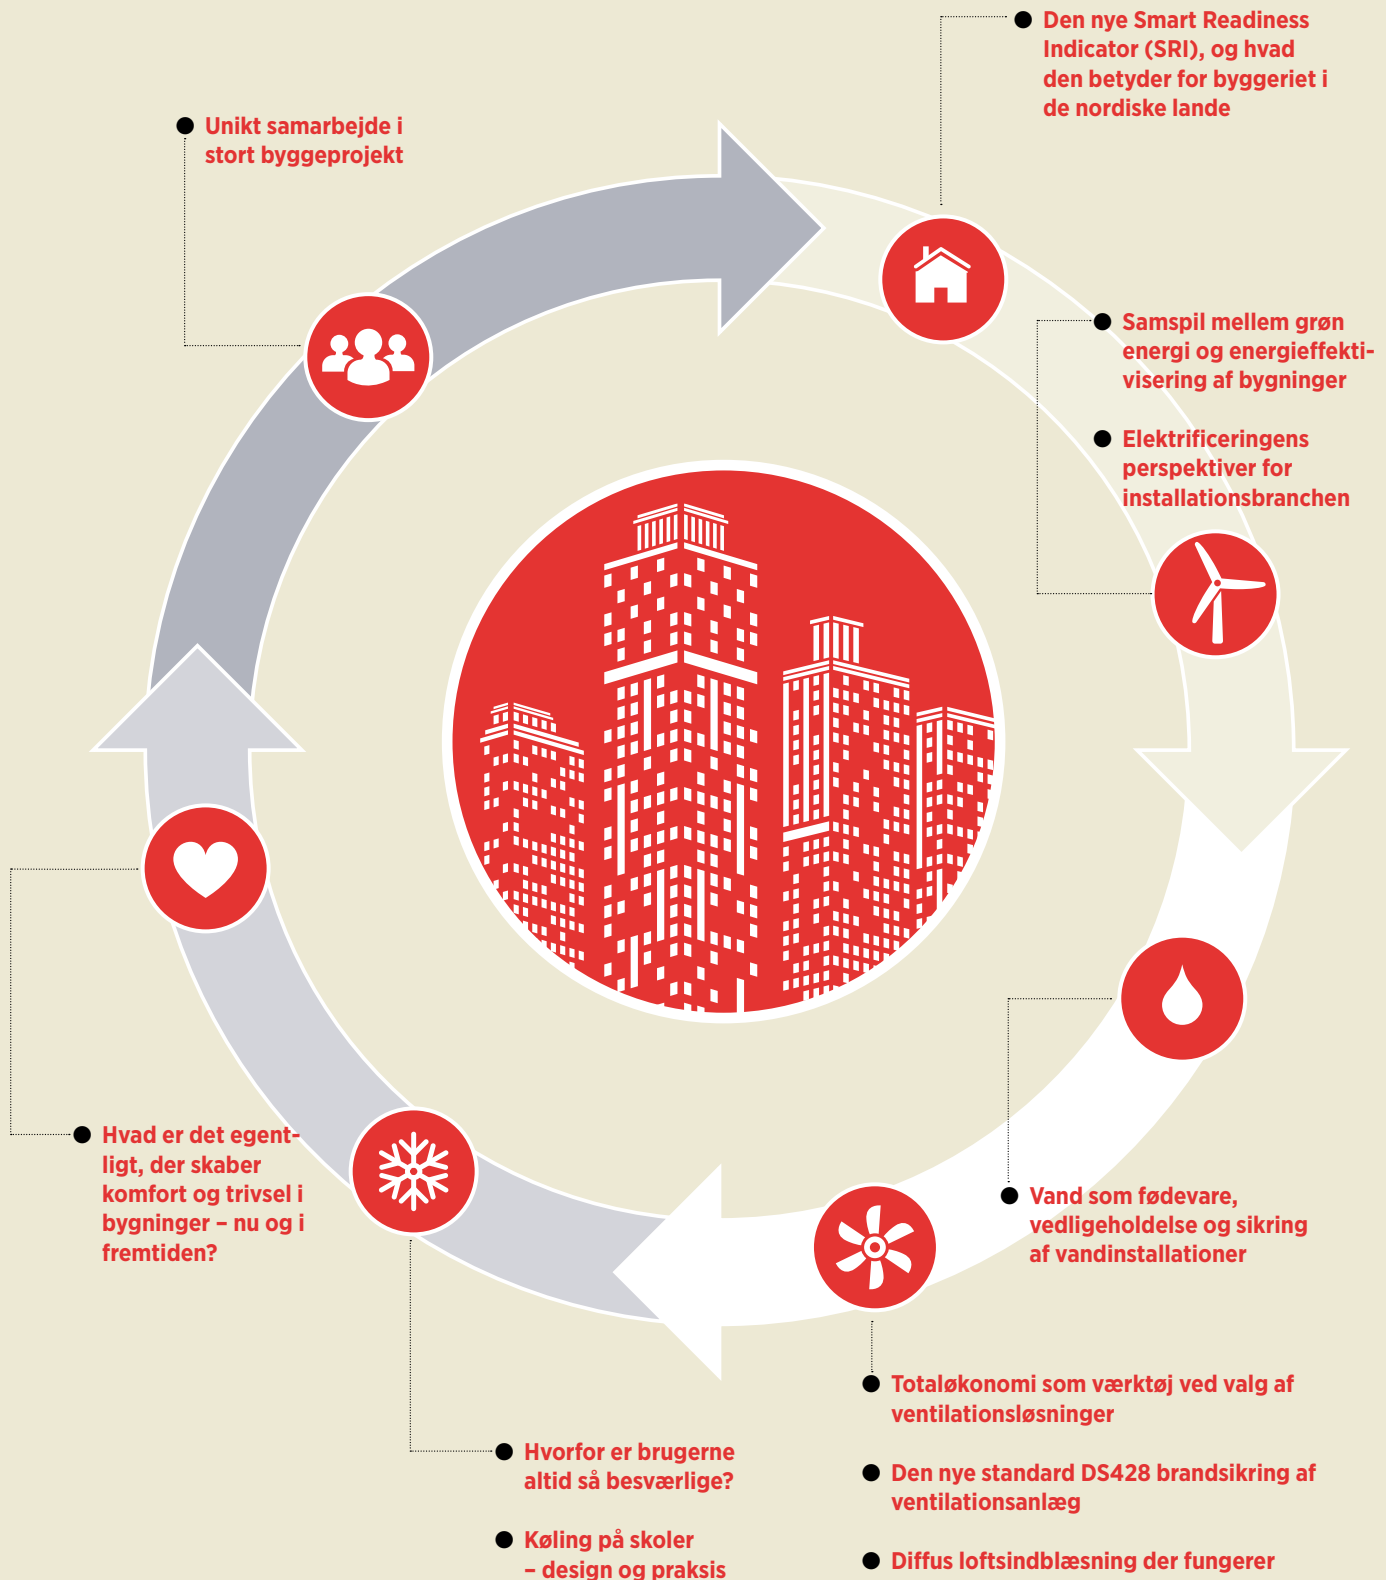 Den nye Smart Readiness
Indicator (SRI), og hvad
den betyder for byggeriet i
de nordiske lande
Unikt samarbejde i
stort byggeprojekt
Samspil mellem grøn
energi og energieffekti-
visering af bygninger
Elektrificeringens
perspektiver for
installationsbranchen
Hvad er det egent-
ligt, der skaber
komfort og trivsel i
bygninger – nu og i
fremtiden?
Vand som fødevare,
vedligeholdelse og sikring
af vandinstallationer
Totaløkonomi som værktøj ved valg af
ventilationsløsninger
Den nye standard DS428 brandsikring af
ventilationsanlæg
Diffus loftsindblæsning der fungerer
Hvorfor er brugerne
altid så besværlige?
Køling på skoler
– design og praksis